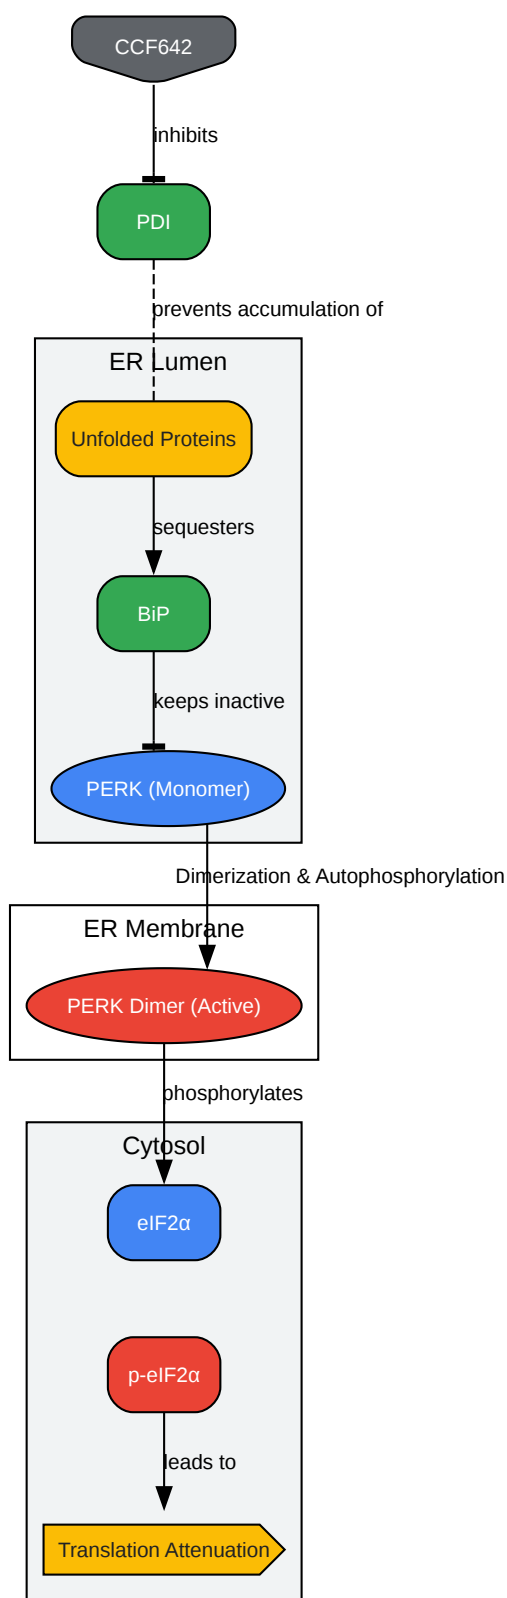 CCF642
inhibits
PDI
prevents accumulation of
ER Lumen
Unfolded Proteins
sequesters
BiP
keeps inactive
PERK (Monomer)
Dimerization & Autophosphorylation
ER Membrane
PERK Dimer (Active)
phosphorylates
Cytosol
eIF2α
p-eIF2α
leads to
Translation Attenuation